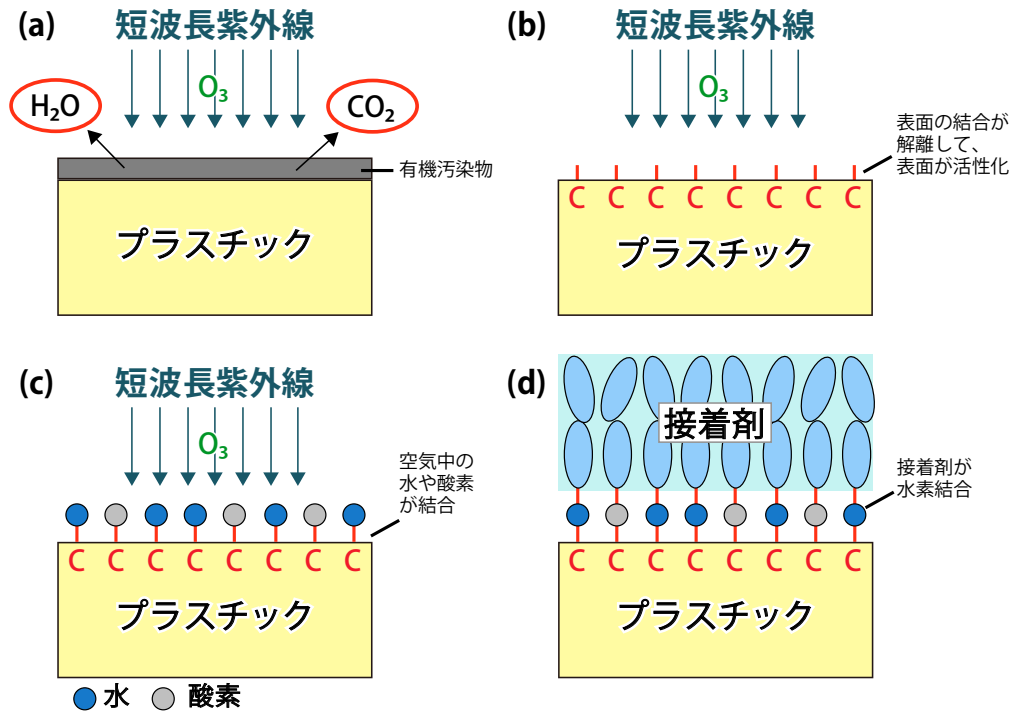 (a)
短波長紫外線
O₃
H₂O
CO₂
有機汚染物
プラスチック
(b)
短波長紫外線
O₃
表面の結合が
解離して、
表面が活性化
C C C C C C C C
プラスチック
(c)
短波長紫外線
O₃
空気中の
水や酸素
が結合
C C C C C C C C
プラスチック
水 酸素
(d)
接着剤
接着剤が
水素結合
C C C C C C C C
プラスチック